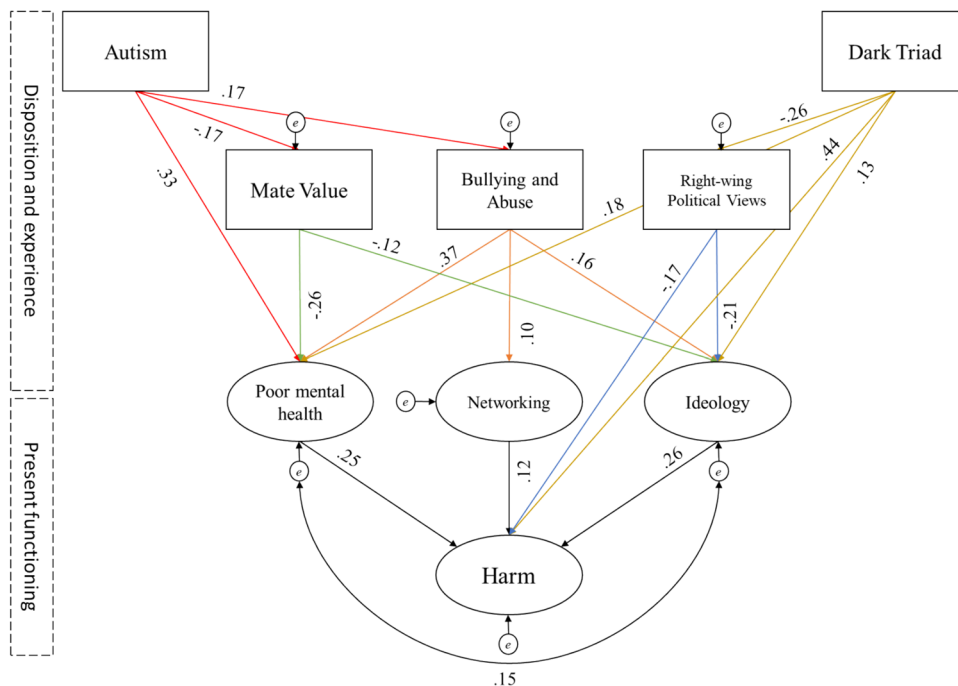 Disposition and experience
Autism
Dark Triad
.17
-.17
.33
-.26
.44
.13
.18
e
e
e
Mate Value
Bullying and
Abuse
Right-wing
Political Views
-.12
.37
.16
-.17
-.26
.10
-.21
Poor mental
health
e
Networking
Ideology
Present functioning
e
.25
.12
.26
e
Harm
e
.15